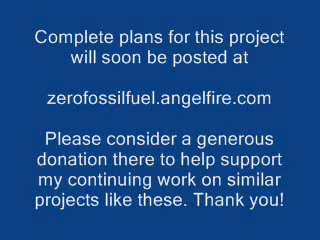 Complete plans for this project
will soon be posted at
zerofossilfuel.angelfire.com
Please consider a generous
donation there to help support
my continuing work on similar
projects like these. Thank you!